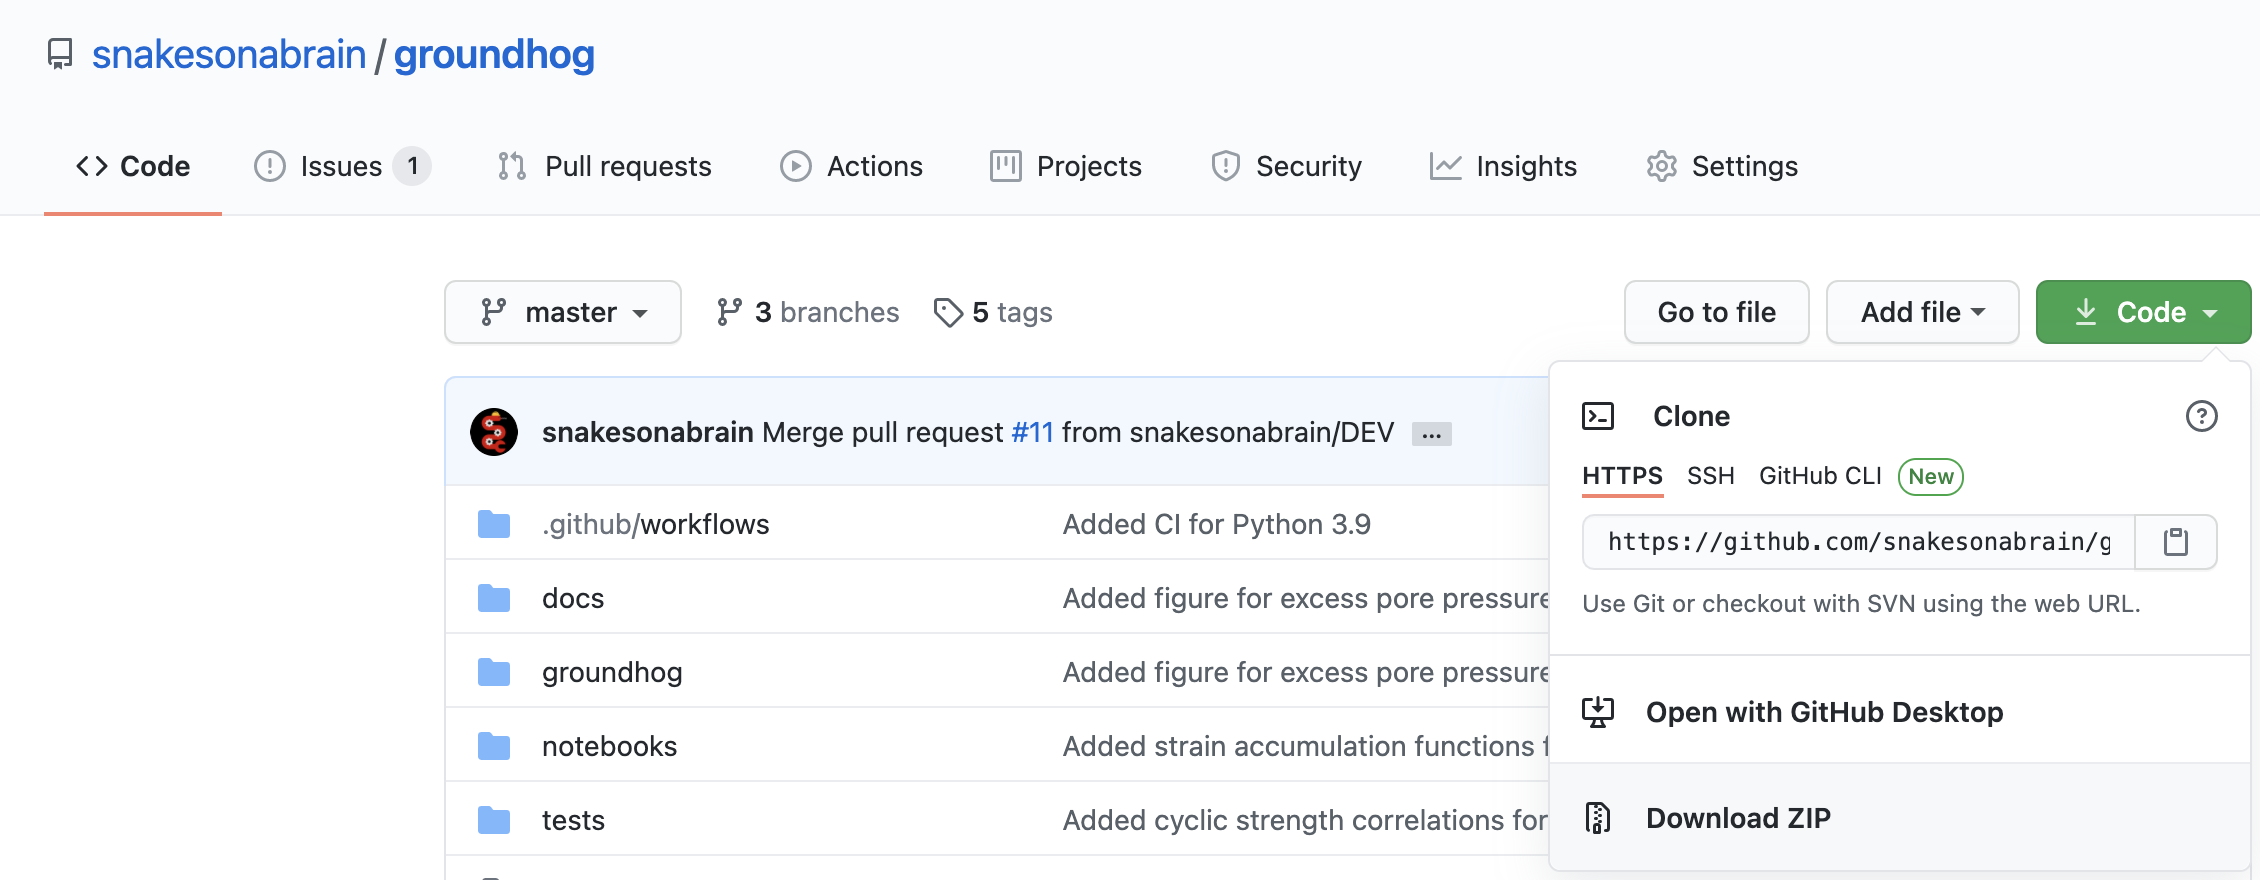 snakesonabrain / groundhog
Code Issues 1 Pull requests Actions Projects Security Insights Settings
master 3 branches 5 tags Go to file Add file Code
snakesonabrain Merge pull request #11 from snakesonabrain/DEV ...
.github/workflows Added CI for Python 3.9
docs Added figure for excess pore pressure
groundhog Added figure for excess pore pressure
notebooks Added strain accumulation functions f
tests Added cyclic strength correlations for
Clone
HTTPS SSH GitHub CLI New
https://github.com/snakesonabrain/g
Use Git or checkout with SVN using the web URL.
Open with GitHub Desktop
Download ZIP